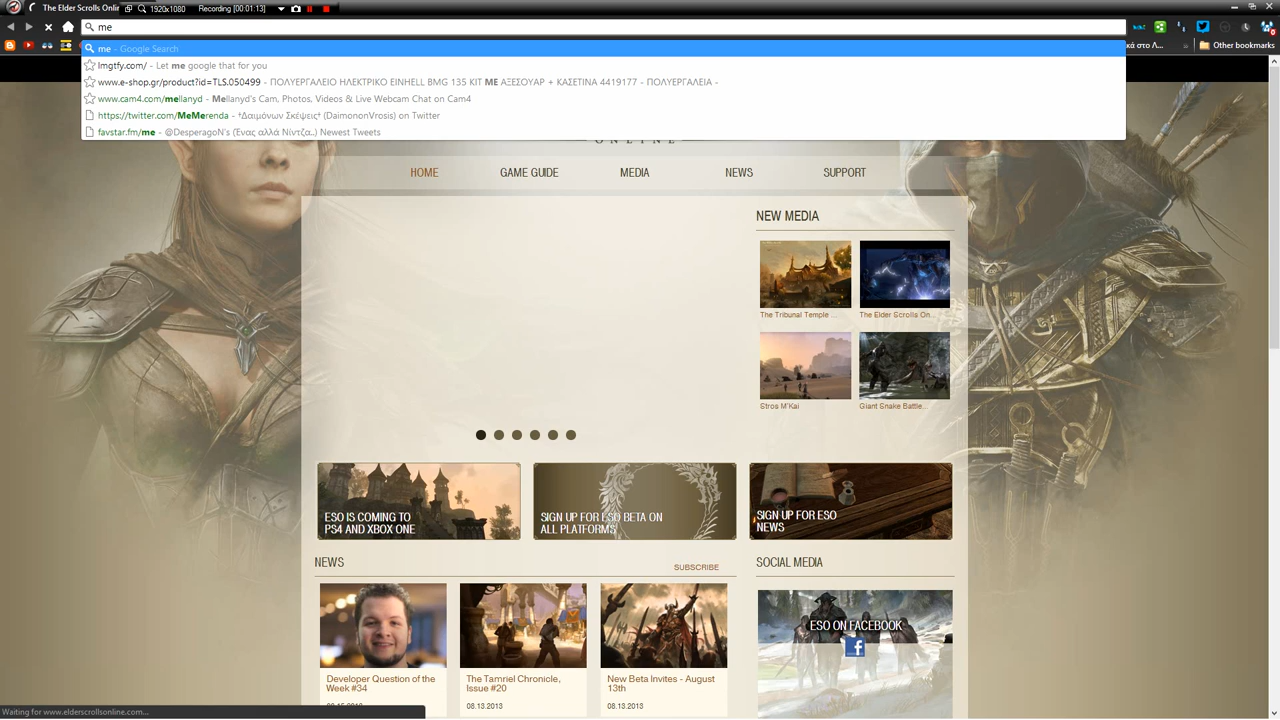 The Elder Scrolls Onli
1920x1080
Recording [00:01:13]
me
κά στο Λ...
»
Other bookmarks
me - Google Search
lmgtfy.com/ - Let me google that for you
www.e-shop.gr/product?id=TLS.050499 - ΠΟΛΥΕΡΓΑΛΕΙΟ ΗΛΕΚΤΡΙΚΟ EINHELL BMG 135 KIT ΜΕ ΑΞΕΣΟΥΑΡ + ΚΑΣΕΤΙΝΑ 4419177 - ΠΟΛΥΕΡΓΑΛΕΙΑ -
www.cam4.com/mellanyd - Mellanyd's Cam, Photos, Videos & Live Webcam Chat on Cam4
https://twitter.com/MeMerenda - *Δαιμόνων Σκέψεις* (DaimononVrosis) on Twitter
favstar.fm/me - @DesperagoN's (Ένας αλλά Νίντζα..) Newest Tweets
ONLINE
HOME
GAME GUIDE
MEDIA
NEWS
SUPPORT
NEW MEDIA
The Tribunal Temple ...
The Elder Scrolls On...
Stros M'Kai
Giant Snake Battle...
ESO IS COMING TO
PS4 AND XBOX ONE
SIGN UP FOR ESO BETA ON
ALL PLATFORMS
SIGN UP FOR ESO
NEWS
NEWS
SUBSCRIBE
SOCIAL MEDIA
ESO ON FACEBOOK
Developer Question of the
Week #34
The Tamriel Chronicle,
Issue #20
08.13.2013
New Beta Invites - August
13th
08.13.2013
Waiting for www.elderscrollsonline.com...